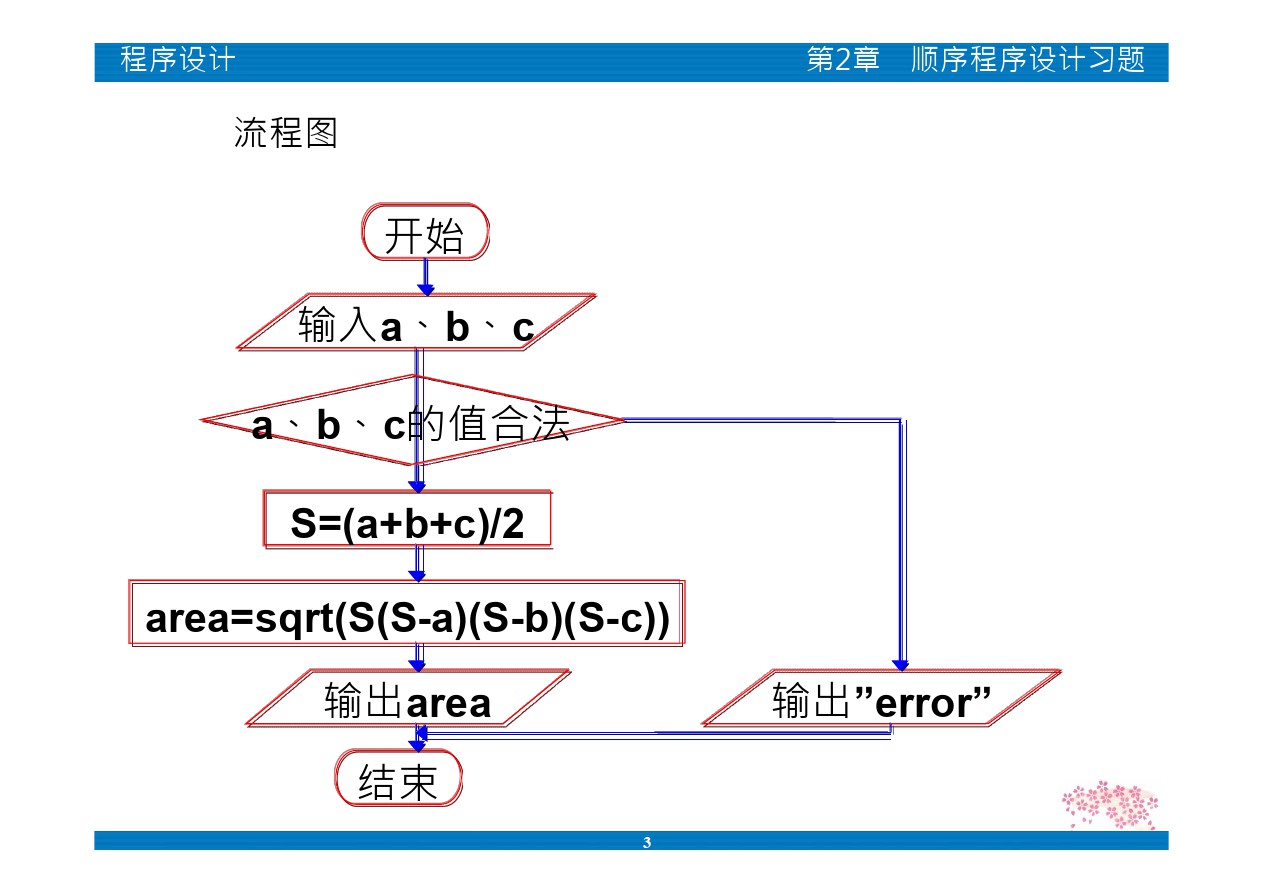 程序设计
第2章 顺序程序设计习题
流程图
开始
输入a、b、c
a、b、c的值合法
S=(a+b+c)/2
area=sqrt(S(S-a)(S-b)(S-c))
输出area
输出”error”
结束
3